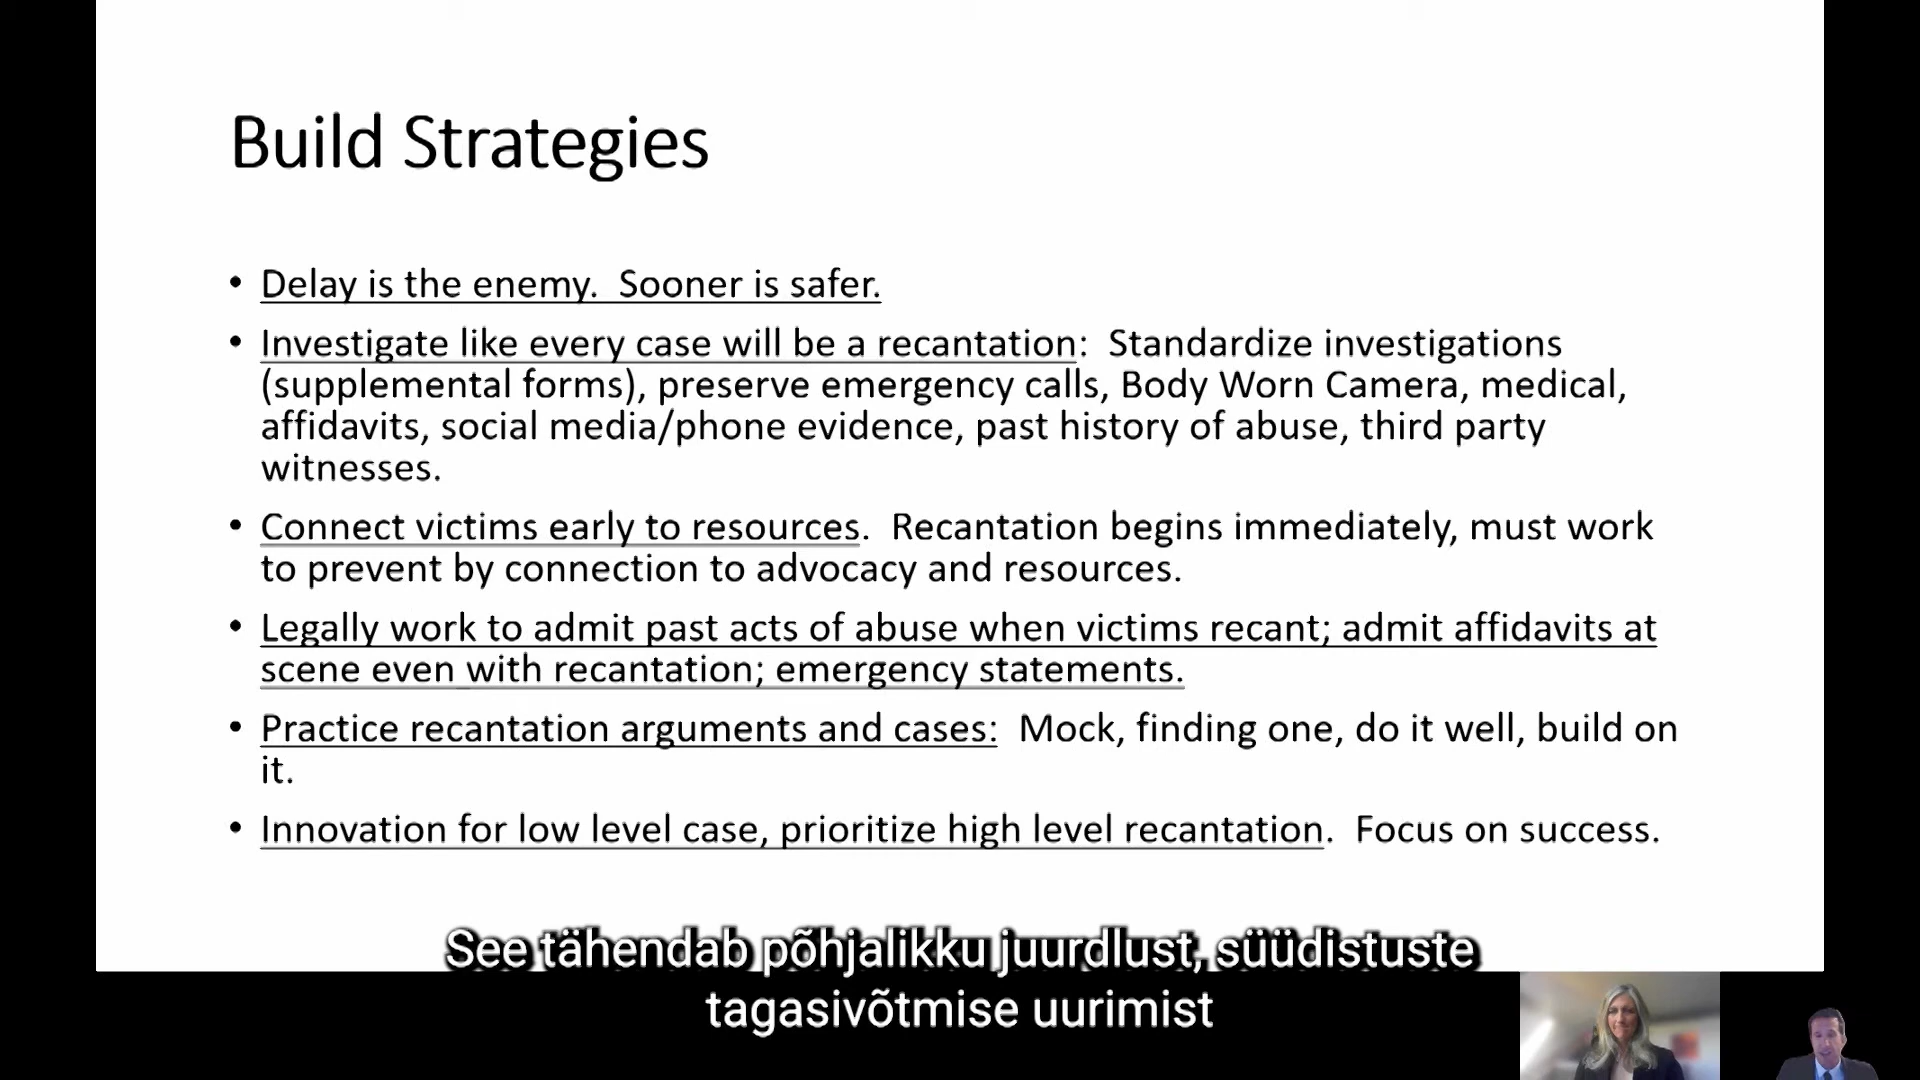 Build Strategies
• Delay is the enemy.  Sooner is safer.
• Investigate like every case will be a recantation:  Standardize investigations
(supplemental forms), preserve emergency calls, Body Worn Camera, medical,
affidavits, social media/phone evidence, past history of abuse, third party
witnesses.
• Connect victims early to resources.  Recantation begins immediately, must work
to prevent by connection to advocacy and resources.
• Legally work to admit past acts of abuse when victims recant; admit affidavits at
scene even with recantation; emergency statements.
• Practice recantation arguments and cases:  Mock, finding one, do it well, build on
it.
• Innovation for low level case, prioritize high level recantation.  Focus on success.
See tähendab põhjalikku juurdlust, süüdistuste
tagasivõtmise uurimist